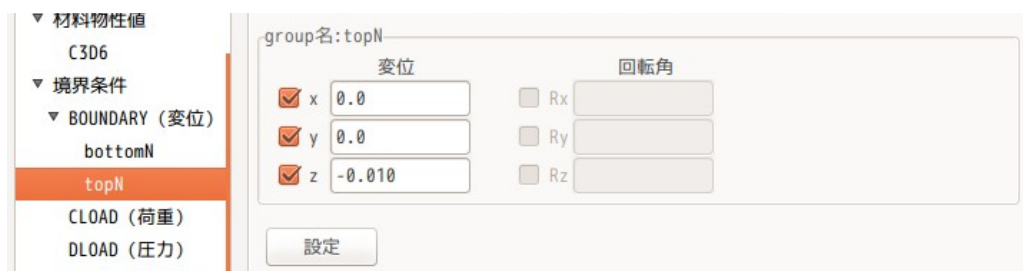 ▼ 材料物性値
C3D6
▼ 境界条件
▼ BOUNDARY (変位)
bottomN
topN
CLOAD (荷重)
DLOAD (圧力)
group名:topN
変位 回転角
x 0.0 Rx
y 0.0 Ry
z -0.010 Rz
設定